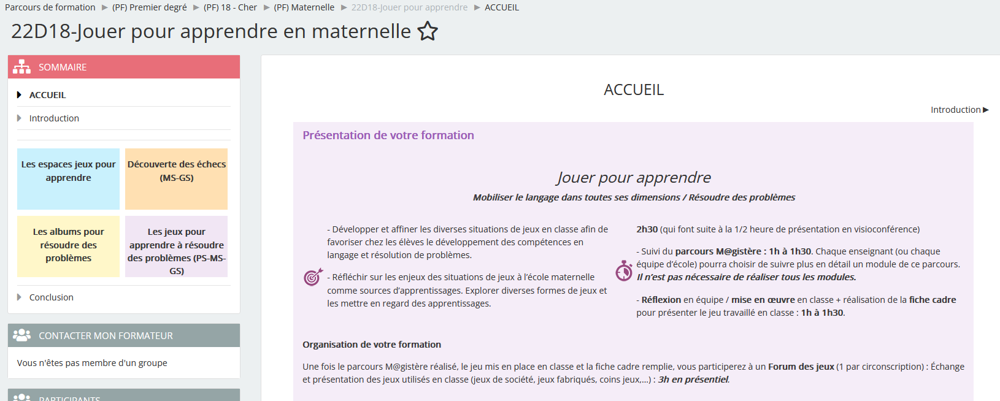 Parcours de formation ▶ (PF) Premier degré ▶ (PF) 18 - Cher ▶ (PF) Maternelle ▶ 22D18-Jouer pour apprendre ▶ ACCUEIL
22D18-Jouer pour apprendre en maternelle
SOMMAIRE
ACCUEIL
Introduction
Les espaces jeux pour
apprendre
Découverte des échecs
(MS-GS)
Les albums pour
résoudre des
problèmes
Les jeux pour
apprendre à résoudre
des problèmes (PS-MS-
GS)
Conclusion
CONTACTER MON FORMATEUR
Vous n'êtes pas membre d'un groupe
PARTICIPANTS
ACCUEIL
Introduction ▶
Présentation de votre formation
Jouer pour apprendre
Mobiliser le langage dans toutes ses dimensions / Résoudre des problèmes
- Développer et affiner les diverses situations de jeux en classe afin de
favoriser chez les élèves le développement des compétences en
langage et résolution de problèmes.
- Réfléchir sur les enjeux des situations de jeux à l’école maternelle
comme sources d’apprentissages. Explorer diverses formes de jeux et
les mettre en regard des apprentissages.
2h30 (qui font suite à la 1/2 heure de présentation en visioconférence)
- Suivi du parcours M@gistère : 1h à 1h30. Chaque enseignant (ou chaque
équipe d’école) pourra choisir de suivre plus en détail un module de ce parcours.
Il n’est pas nécessaire de réaliser tous les modules.
- Réflexion en équipe / mise en œuvre en classe + réalisation de la fiche cadre
pour présenter le jeu travaillé en classe : 1h à 1h30.
Organisation de votre formation
Une fois le parcours M@gistère réalisé, le jeu mis en place en classe et la fiche cadre remplie, vous participerez à un Forum des jeux (1 par circonscription) : Échange
et présentation des jeux utilisés en classe (jeux de société, jeux fabriqués, coins jeux,...) : 3h en présentiel.